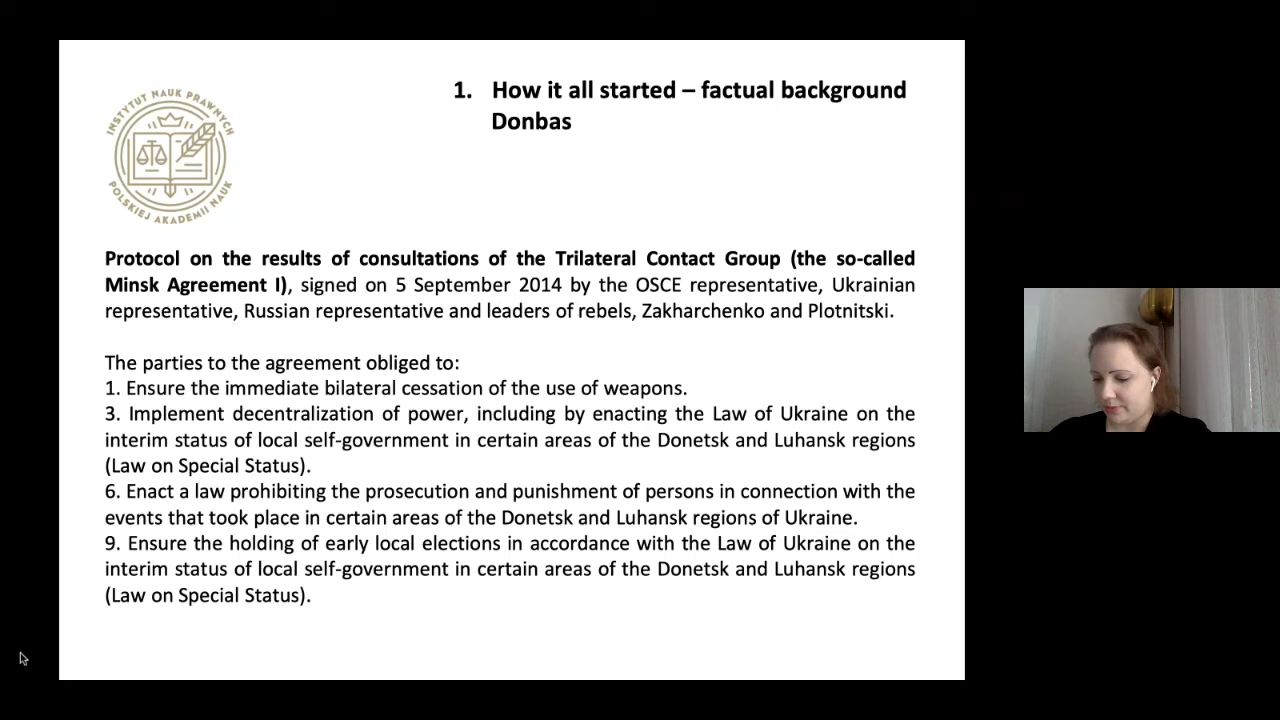 1. How it all started – factual background
Donbas
INSTYTUT NAUK PRAWNYCH
POLSKIEJ AKADEMII NAUK
Protocol on the results of consultations of the Trilateral Contact Group (the so-called
Minsk Agreement I), signed on 5 September 2014 by the OSCE representative, Ukrainian
representative, Russian representative and leaders of rebels, Zakharchenko and Plotnitski.
The parties to the agreement obliged to:
1. Ensure the immediate bilateral cessation of the use of weapons.
3. Implement decentralization of power, including by enacting the Law of Ukraine on the
interim status of local self-government in certain areas of the Donetsk and Luhansk regions
(Law on Special Status).
6. Enact a law prohibiting the prosecution and punishment of persons in connection with the
events that took place in certain areas of the Donetsk and Luhansk regions of Ukraine.
9. Ensure the holding of early local elections in accordance with the Law of Ukraine on the
interim status of local self-government in certain areas of the Donetsk and Luhansk regions
(Law on Special Status).